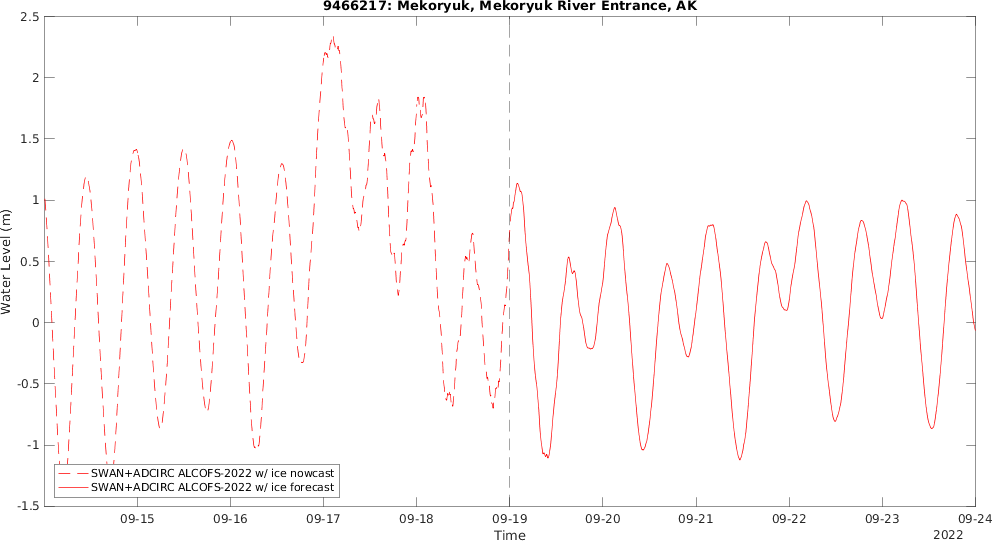 9466217: Mekoryuk, Mekoryuk River Entrance, AK
2.5
2
1.5
1
0.5
0
-0.5
-1
-1.5
Water Level (m)
SWAN+ADCIRC ALCOFS-2022 w/ ice nowcast
SWAN+ADCIRC ALCOFS-2022 w/ ice forecast
09-15 09-16 09-17 09-18 09-19 09-20 09-21 09-22 09-23 09-24
Time
2022